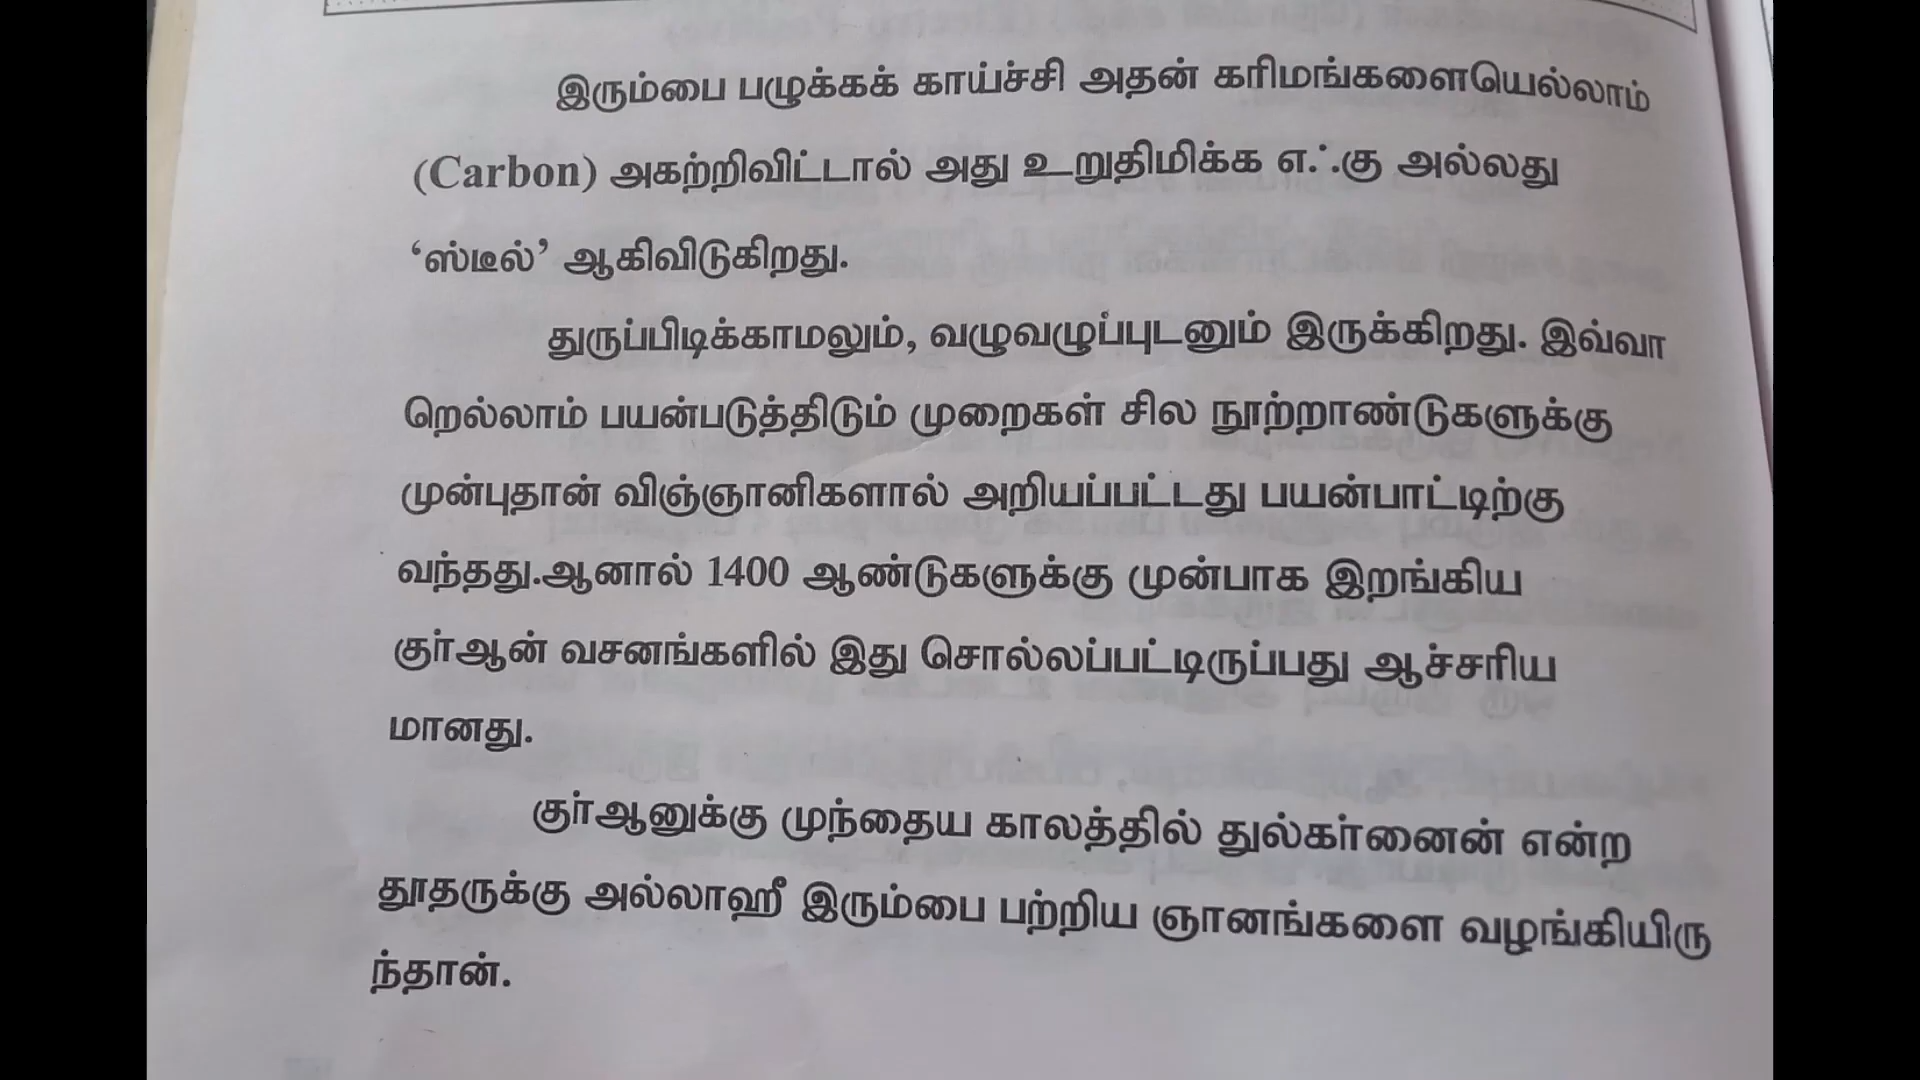 இரும்பை பழுக்கக் காய்ச்சி அதன் கரிமங்களையெல்லாம்
(Carbon) அகற்றிவிட்டால் அது உறுதிமிக்க எஃகு அல்லது
‘ஸ்டீல்’ ஆகிவிடுகிறது.
துருப்பிடிக்காமலும், வழுவழுப்புடனும் இருக்கிறது. இவ்வா
றெல்லாம் பயன்படுத்திடும் முறைகள் சில நூற்றாண்டுகளுக்கு
முன்புதான் விஞ்ஞானிகளால் அறியப்பட்டது பயன்பாட்டிற்கு
வந்தது.ஆனால் 1400 ஆண்டுகளுக்கு முன்பாக இறங்கிய
குர்ஆன் வசனங்களில் இது சொல்லப்பட்டிருப்பது ஆச்சரிய
மானது.
குர்ஆனுக்கு முந்தைய காலத்தில் துல்கர்னைன் என்ற
தூதருக்கு அல்லாஹீ இரும்பை பற்றிய ஞானங்களை வழங்கியிரு
ந்தான்.